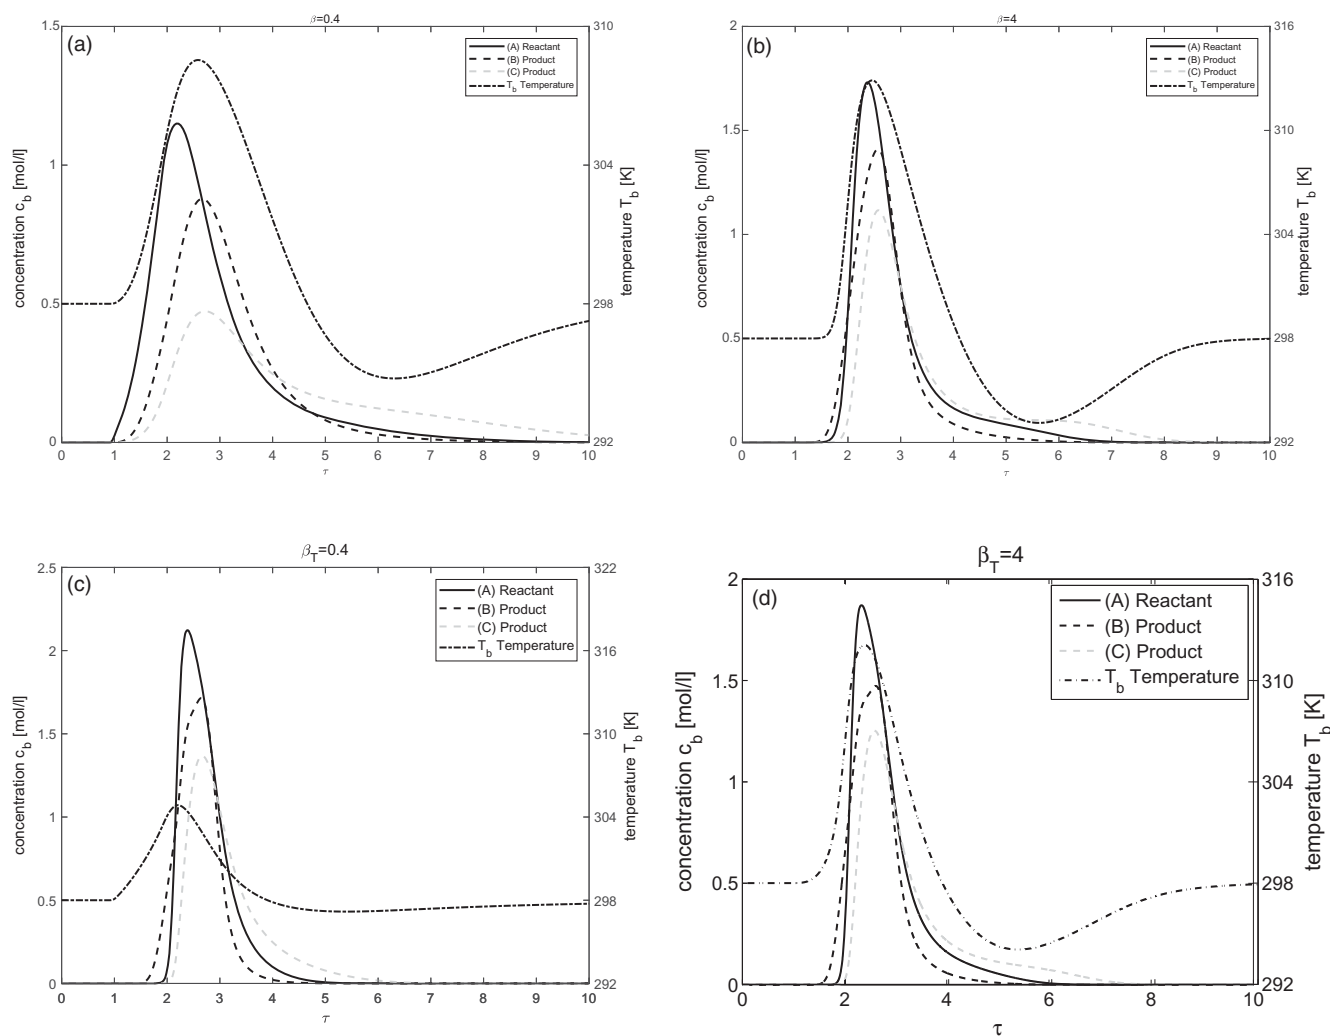 β=0.4
(a)
(A) Reactant
(B) Product
(C) Product
T_b Temperature
concentration c_b [mol/l]
temperature T_b [K]
1.5
1
0.5
0
310
304
298
292
0 1 2 3 4 5 6 7 8 9 10
τ
β=4
(b)
(A) Reactant
(B) Product
(C) Product
T_b Temperature
concentration c_b [mol/l]
temperature T_b [K]
2
1.5
1
0.5
0
316
310
304
298
292
0 1 2 3 4 5 6 7 8 9 10
τ
β_T=0.4
(c)
(A) Reactant
(B) Product
(C) Product
T_b Temperature
concentration c_b [mol/l]
temperature T_b [K]
2.5
2
1.5
1
0.5
0
322
316
310
304
298
292
0 1 2 3 4 5 6 7 8 9 10
τ
β_T=4
(d)
(A) Reactant
(B) Product
(C) Product
T_b Temperature
concentration c_b [mol/l]
temperature T_b [K]
2
1.5
1
0.5
0
316
310
304
298
292
0 2 4 6 8 10
τ